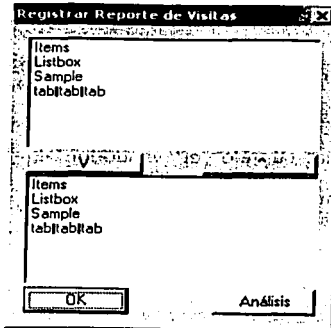 Registrar Reporte de Visitas
Items
Listbox
Sample
tab|tab|tab
V
Items
Listbox
Sample
tab|tab|tab
OK
Análisis